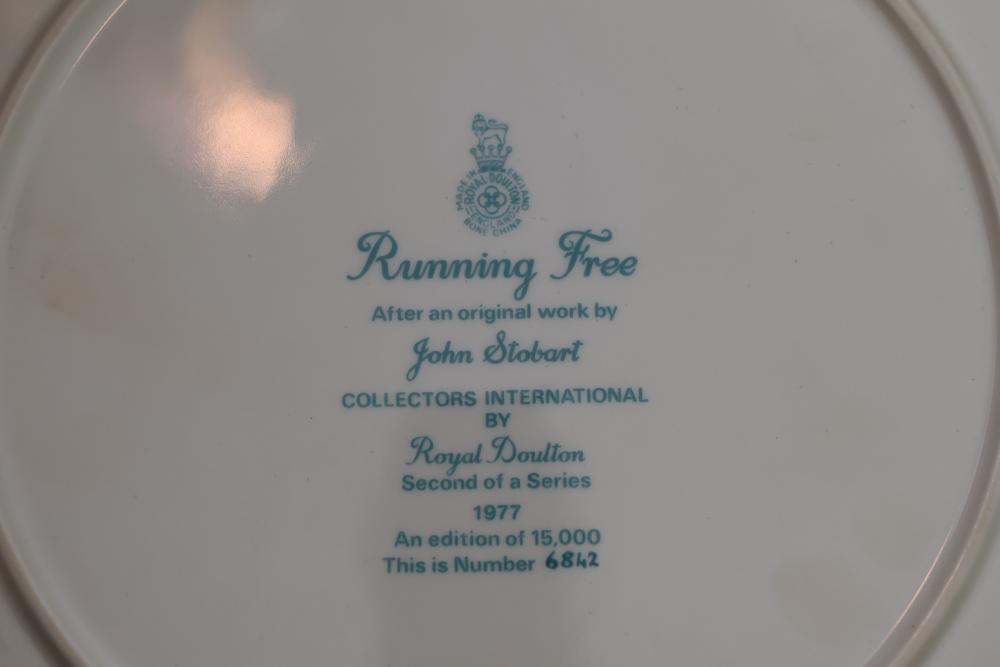 MADE IN ENGLAND
ROYAL DOULTON
ENGLAND
BONE CHINA
Running Free
After an original work by
John Stobart
COLLECTORS INTERNATIONAL
BY
Royal Doulton
Second of a Series
1977
An edition of 15,000
This is Number 6842